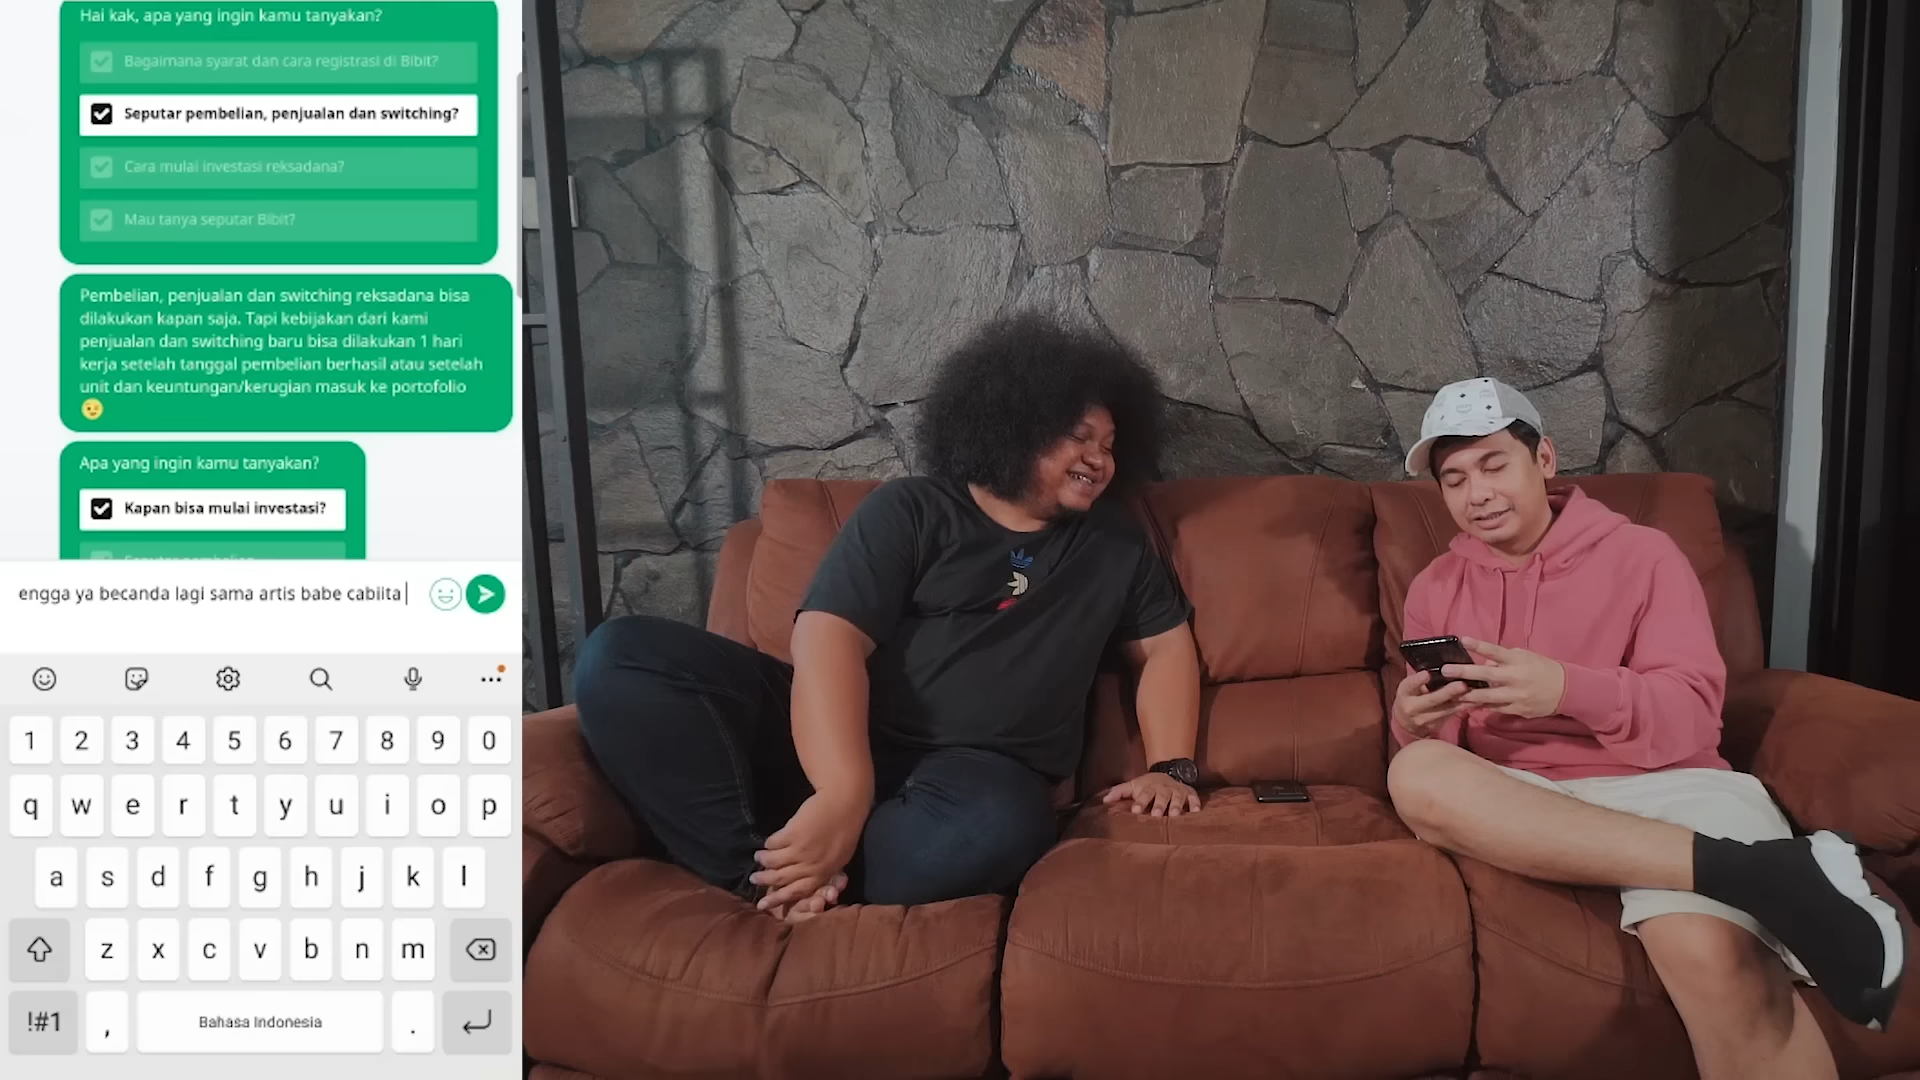 Hai kak, apa yang ingin kamu tanyakan?
Bagaimana syarat dan cara registrasi di Bibit?
Seputar pembelian, penjualan dan switching?
Cara mulai investasi reksadana?
Mau tanya seputar Bibit?
Pembelian, penjualan dan switching reksadana bisa
dilakukan kapan saja. Tapi kebijakan dari kami
penjualan dan switching baru bisa dilakukan 1 hari
kerja setelah tanggal pembelian berhasil atau setelah
unit dan keuntungan/kerugian masuk ke portofolio
😉
Apa yang ingin kamu tanyakan?
Kapan bisa mulai investasi?
engga ya becanda lagi sama artis babe cabiita
1 2 3 4 5 6 7 8 9 0
q w e r t y u i o p
a s d f g h j k l
z x c v b n m
!#1 , Bahasa Indonesia .